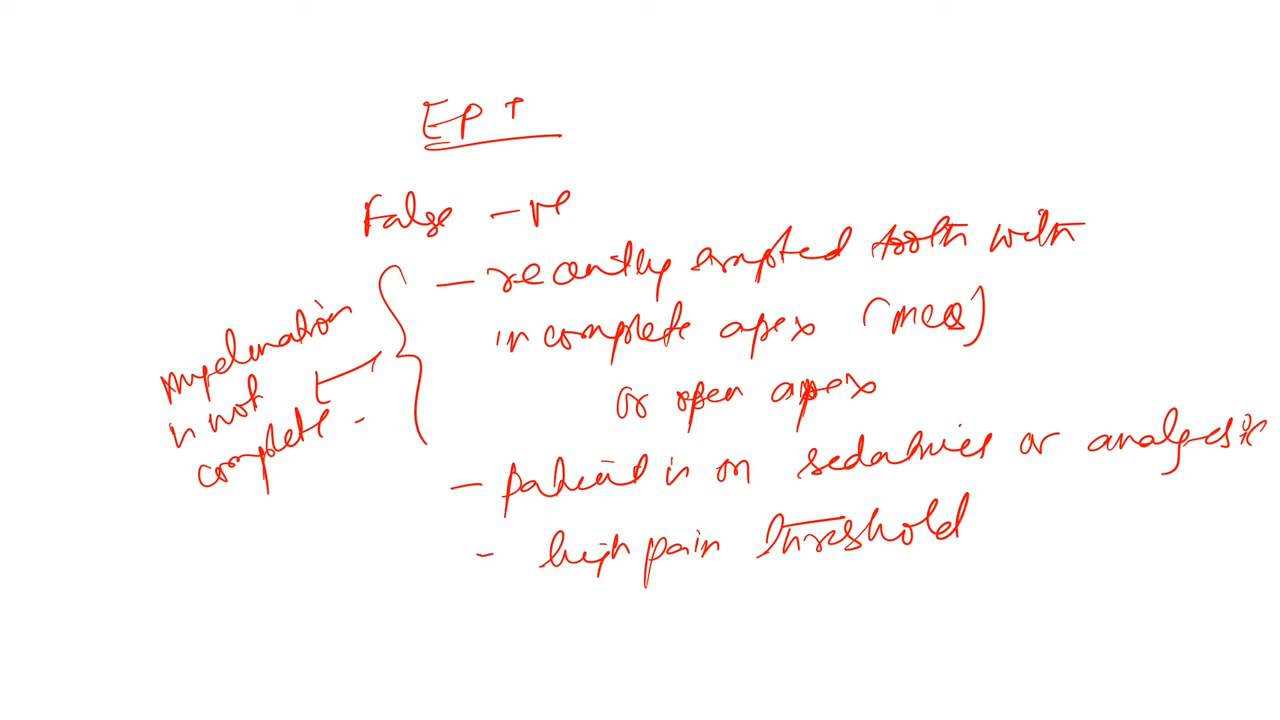 EPT
False -ve
- recently erupted tooth with
incomplete apex (MCQ)
or open apex
- patient is on sedatives or analgesic
- high pain threshold
myelination
is not
complete -